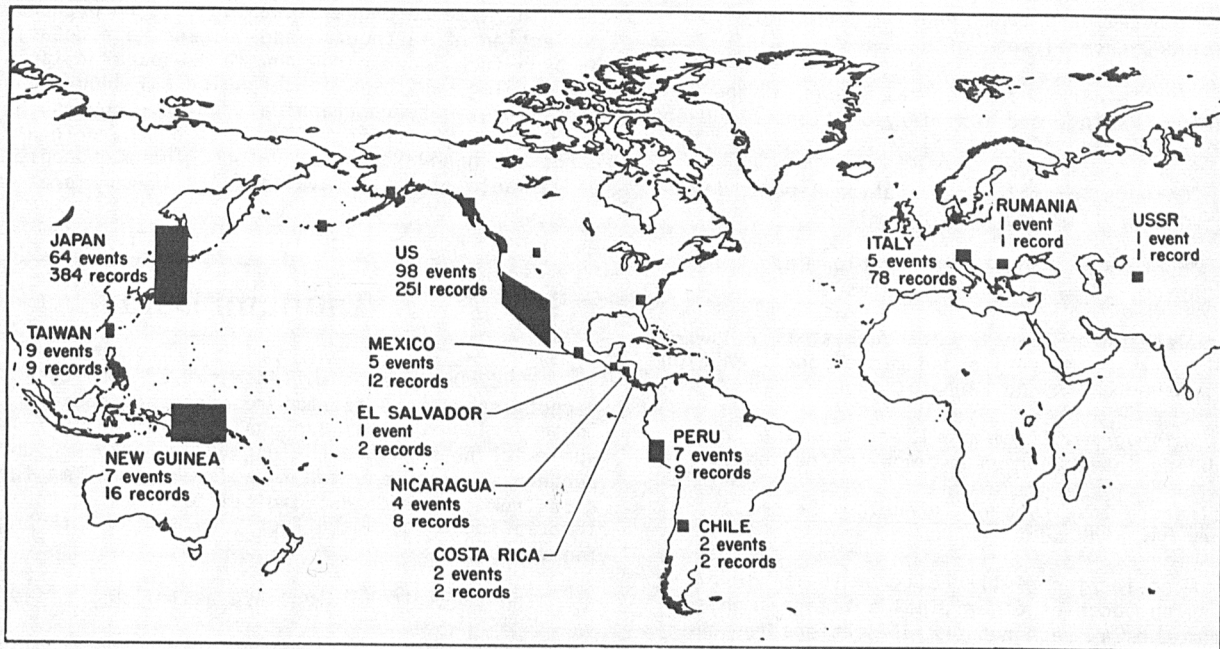 JAPAN
64 events
384 records
TAIWAN
9 events
9 records
NEW GUINEA
7 events
16 records
US
98 events
251 records
MEXICO
5 events
12 records
EL SALVADOR
1 event
2 records
NICARAGUA
4 events
8 records
COSTA RICA
2 events
2 records
PERU
7 events
9 records
CHILE
2 events
2 records
ITALY
5 events
78 records
RUMANIA
1 event
1 record
USSR
1 event
1 record